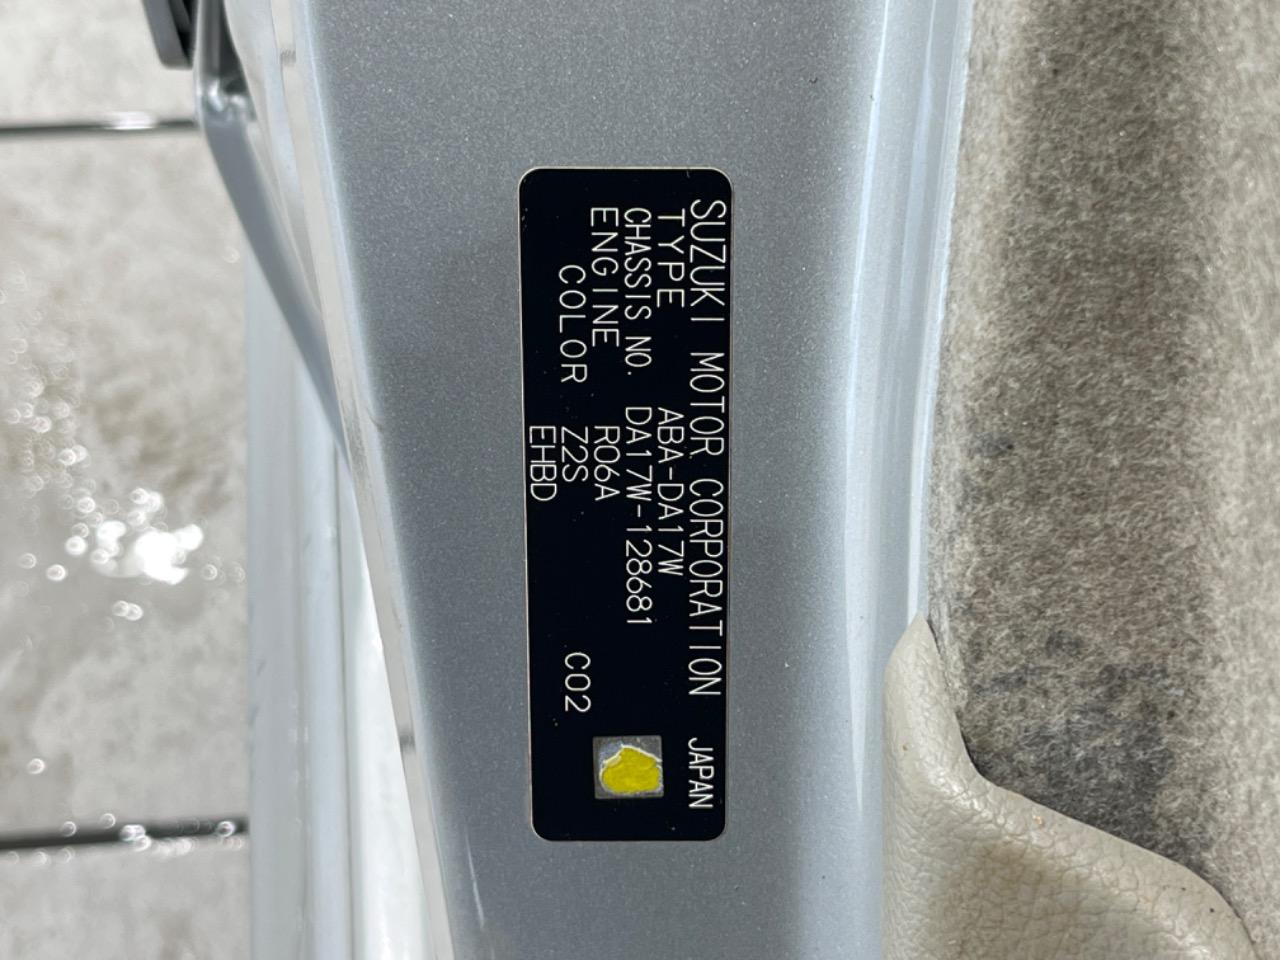 SUZUKI MOTOR CORPORATION JAPAN
TYPE ABA-DA17W
CHASSIS NO. DA17W-128681
ENGINE R06A
COLOR Z2S C02
EHBD